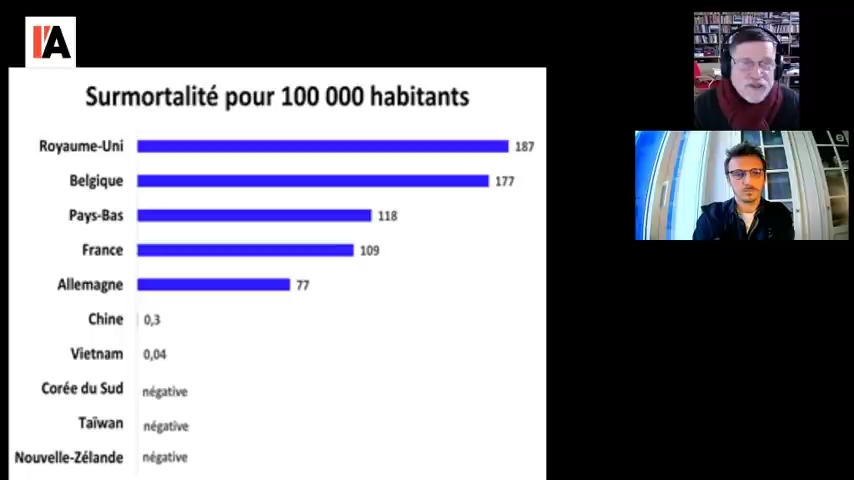 I'A
Surmortalité pour 100 000 habitants
Royaume-Uni 187
Belgique 177
Pays-Bas 118
France 109
Allemagne 77
Chine 0,3
Vietnam 0,04
Corée du Sud négative
Taïwan négative
Nouvelle-Zélande négative